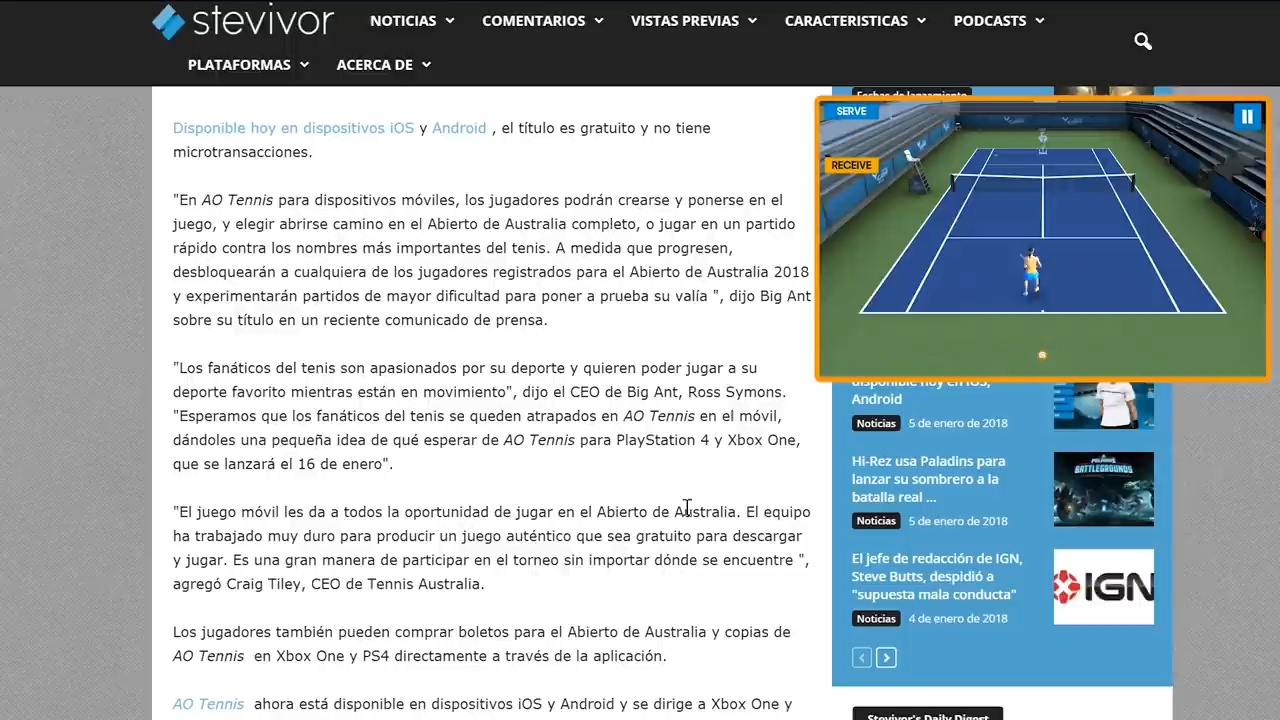 stevivor
NOTICIAS
COMENTARIOS
VISTAS PREVIAS
CARACTERISTICAS
PODCASTS
PLATAFORMAS
ACERCA DE
Disponible hoy en dispositivos iOS y Android , el título es gratuito y no tiene
microtransacciones.
"En AO Tennis para dispositivos móviles, los jugadores podrán crearse y ponerse en el
juego, y elegir abrirse camino en el Abierto de Australia completo, o jugar en un partido
rápido contra los nombres más importantes del tenis. A medida que progresen,
desbloquearán a cualquiera de los jugadores registrados para el Abierto de Australia 2018
y experimentarán partidos de mayor dificultad para poner a prueba su valía ", dijo Big Ant
sobre su título en un reciente comunicado de prensa.
"Los fanáticos del tenis son apasionados por su deporte y quieren poder jugar a su
deporte favorito mientras están en movimiento", dijo el CEO de Big Ant, Ross Symons.
"Esperamos que los fanáticos del tenis se queden atrapados en AO Tennis en el móvil,
dándoles una pequeña idea de qué esperar de AO Tennis para PlayStation 4 y Xbox One,
que se lanzará el 16 de enero".
"El juego móvil les da a todos la oportunidad de jugar en el Abierto de Australia. El equipo
ha trabajado muy duro para producir un juego auténtico que sea gratuito para descargar
y jugar. Es una gran manera de participar en el torneo sin importar dónde se encuentre ",
agregó Craig Tiley, CEO de Tennis Australia.
Los jugadores también pueden comprar boletos para el Abierto de Australia y copias de
AO Tennis en Xbox One y PS4 directamente a través de la aplicación.
AO Tennis ahora está disponible en dispositivos iOS y Android y se dirige a Xbox One y
Fechas de lanzamiento
SERVE
RECEIVE
disponible hoy en iOS,
Android
Noticias 5 de enero de 2018
Hi-Rez usa Paladins para
lanzar su sombrero a la
batalla real ...
Noticias 5 de enero de 2018
BATTLEGROUNDS
El jefe de redacción de IGN,
Steve Butts, despidió a
"supuesta mala conducta"
Noticias 4 de enero de 2018
IGN
Stevivor's Daily Digest